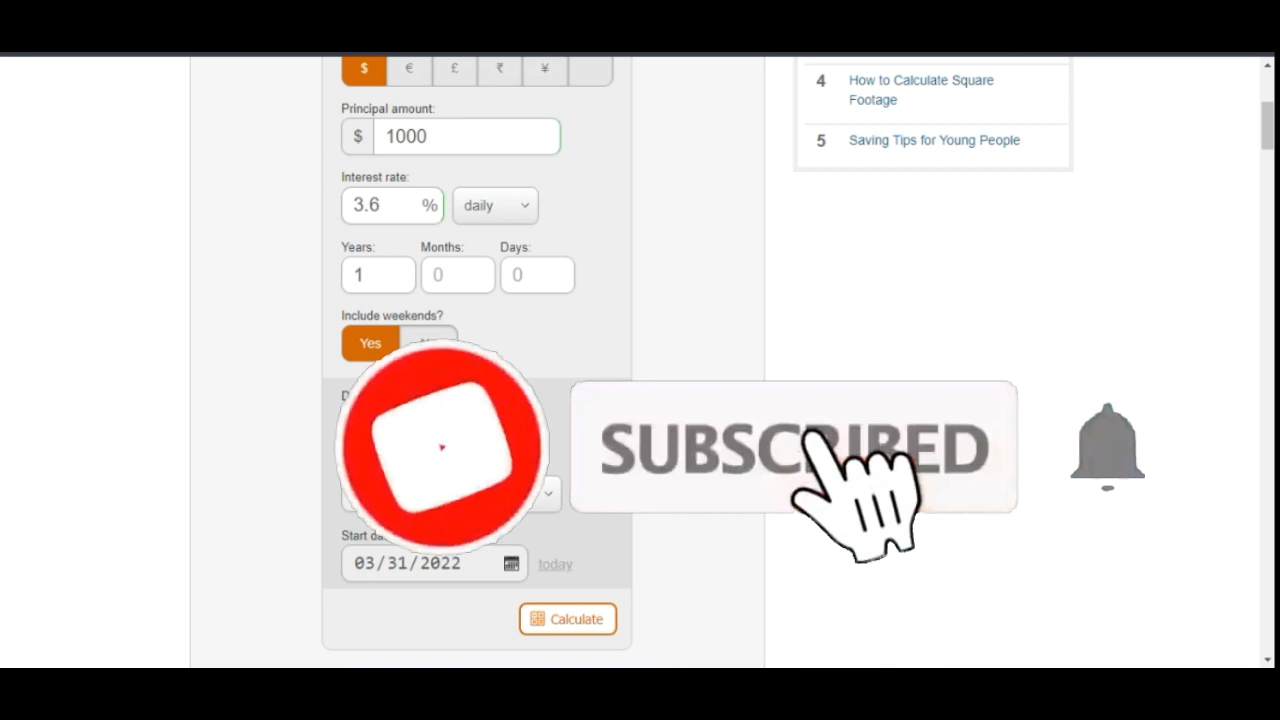 $ € £ ₹ ¥
Principal amount:
$ 1000
Interest rate:
3.6 % daily
Years: Months: Days:
1 0 0
Include weekends?
Yes
Start
03/31/2022 today
Calculate
4 How to Calculate Square
Footage
5 Saving Tips for Young People
SUBSCRIBED